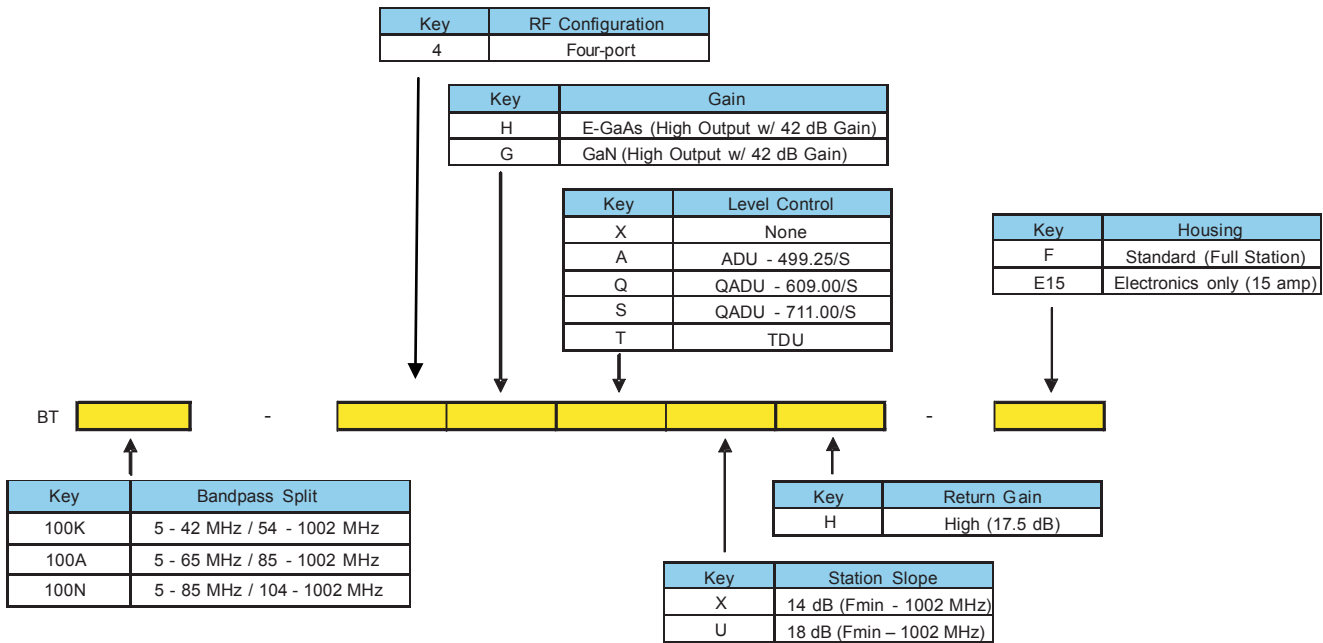 Key RF Configuration
4 Four-port
Key Gain
H E-GaAs (High Output w/ 42 dB Gain)
G GaN (High Output w/ 42 dB Gain)
Key Level Control
X None
A ADU - 499.25/S
Q QADU - 609.00/S
S QADU - 711.00/S
T TDU
Key Housing
F Standard (Full Station)
E15 Electronics only (15 amp)
BT - -
Key Bandpass Split
100K 5 - 42 MHz / 54 - 1002 MHz
100A 5 - 65 MHz / 85 - 1002 MHz
100N 5 - 85 MHz / 104 - 1002 MHz
Key Return Gain
H High (17.5 dB)
Key Station Slope
X 14 dB (Fmin - 1002 MHz)
U 18 dB (Fmin – 1002 MHz)